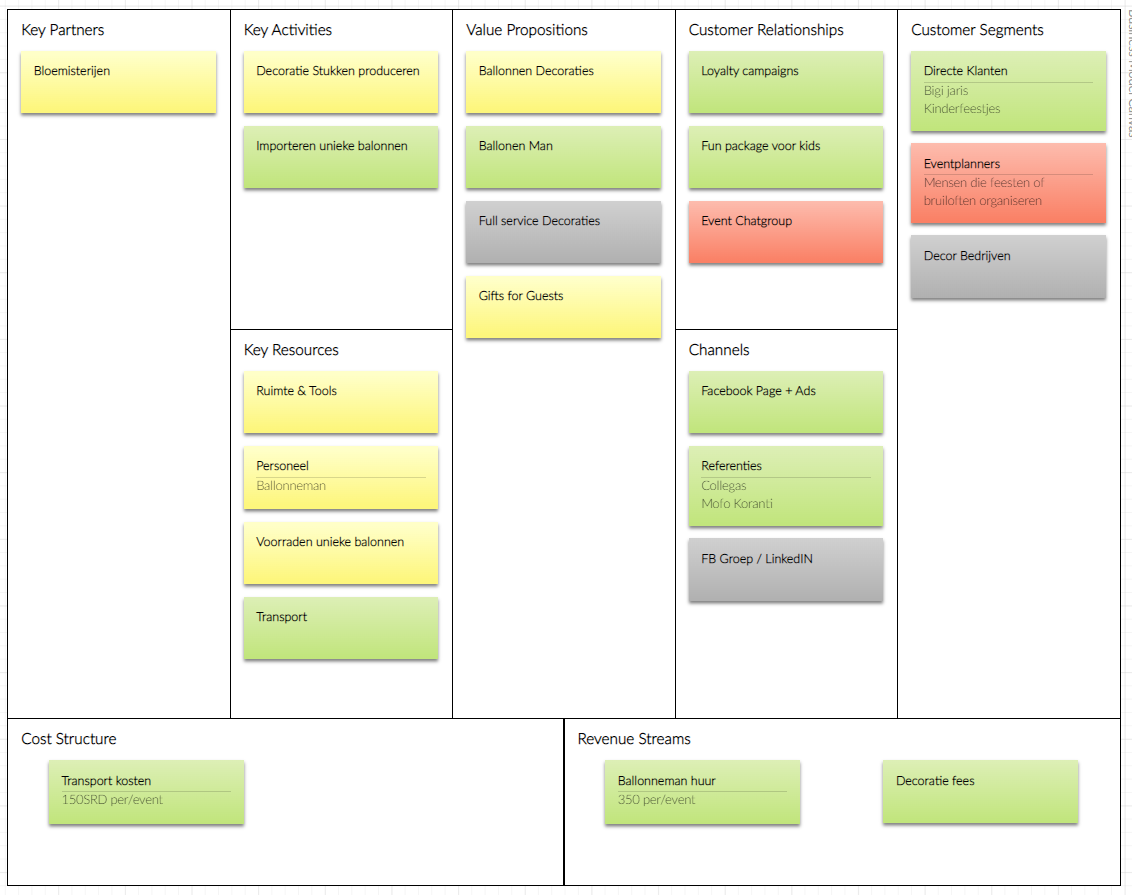 Key Partners
Bloemisterijen
Key Activities
Decoratie Stukken produceren
Importeren unieke balonnen
Key Resources
Ruimte & Tools
Personeel
Ballonneman
Voorraden unieke balonnen
Transport
Value Propositions
Ballonnen Decoraties
Ballonen Man
Full service Decoraties
Gifts for Guests
Customer Relationships
Loyalty campaigns
Fun package voor kids
Event Chatgroup
Channels
Facebook Page + Ads
Referenties
Collegas
Mofo Koranti
FB Groep / LinkedIN
Customer Segments
Directe Klanten
Bigi jaris
Kinderfeestjes
Eventplanners
Mensen die feesten of
bruiloften organiseren
Decor Bedrijven
Cost Structure
Transport kosten
150SRD per/event
Revenue Streams
Ballonneman huur
350 per/event
Decoratie fees